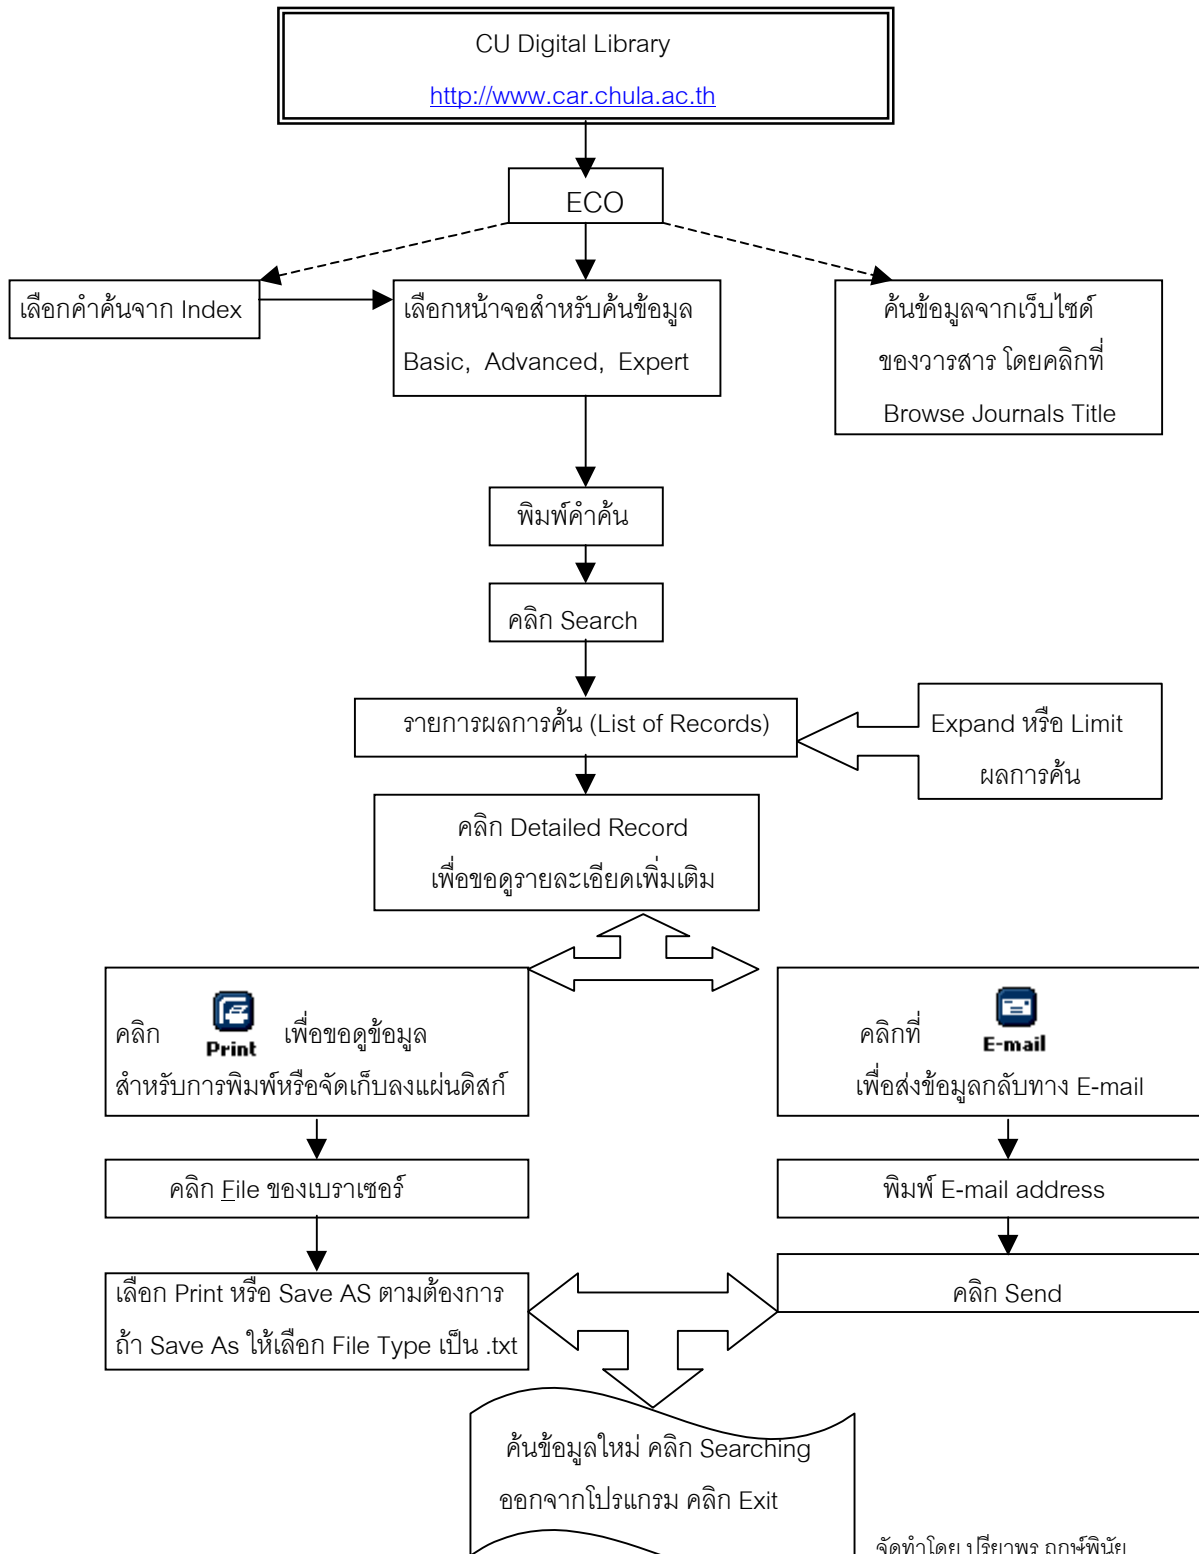 CU Digital Library
http://www.car.chula.ac.th
ECO
เลือกคำค้นจาก Index
เลือกหน้าจอสำหรับค้นข้อมูล
Basic, Advanced, Expert
ค้นข้อมูลจากเว็บไซด์
ของวารสาร โดยคลิกที่
Browse Journals Title
พิมพ์คำค้น
คลิก Search
รายการผลการค้น (List of Records)
Expand หรือ Limit
ผลการค้น
คลิก Detailed Record
เพื่อขอดูรายละเอียดเพิ่มเติม
คลิก Print เพื่อขอดูข้อมูล
สำหรับการพิมพ์หรือจัดเก็บลงแผ่นดิสก์
คลิกที่ E-mail
เพื่อส่งข้อมูลกลับทาง E-mail
คลิก File ของเบราเซอร์
พิมพ์ E-mail address
เลือก Print หรือ Save AS ตามต้องการ
ถ้า Save As ให้เลือก File Type เป็น .txt
คลิก Send
ค้นข้อมูลใหม่ คลิก Searching
ออกจากโปรแกรม คลิก Exit
จัดทำโดย ปรียาพร ฤกษ์พินัย